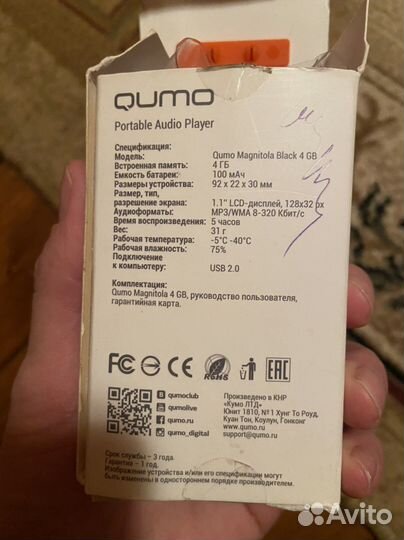 QUMO
Portable Audio Player
Спецификация:
Модель: Qumo Magnitola Black 4 GB
Встроенная память: 4 ГБ
Емкость батареи: 100 мАч
Размеры устройства: 92 x 22 x 30 мм
Размер, тип,
разрешение экрана: 1.1" LCD-дисплей, 128x32 px
Аудиоформаты: MP3/WMA 8-320 Кбит/с
Время воспроизведения: 5 часов
Вес: 31 г
Рабочая температура: -5°C -40°C
Рабочая влажность: 75%
Подключение
к компьютеру: USB 2.0
Комплектация:
Qumo Magnitola 4 GB, руководство пользователя,
гарантийная карта.
FC CE RoHS EAC
B qumoclub
qumolive
qumo.ru
qumo_digital
Произведено в КНР
«Кумо ЛТД»
Юнит 1810, №1 Хунг То Роуд,
Куан Тон, Коулун, Гонконг
www.qumo.ru
support@qumo.ru
Срок службы - 3 года.
Гарантия - 1 год.
Изображение устройства и/или его спецификации могут
быть изменены в одностороннем порядке производителем.
Avito